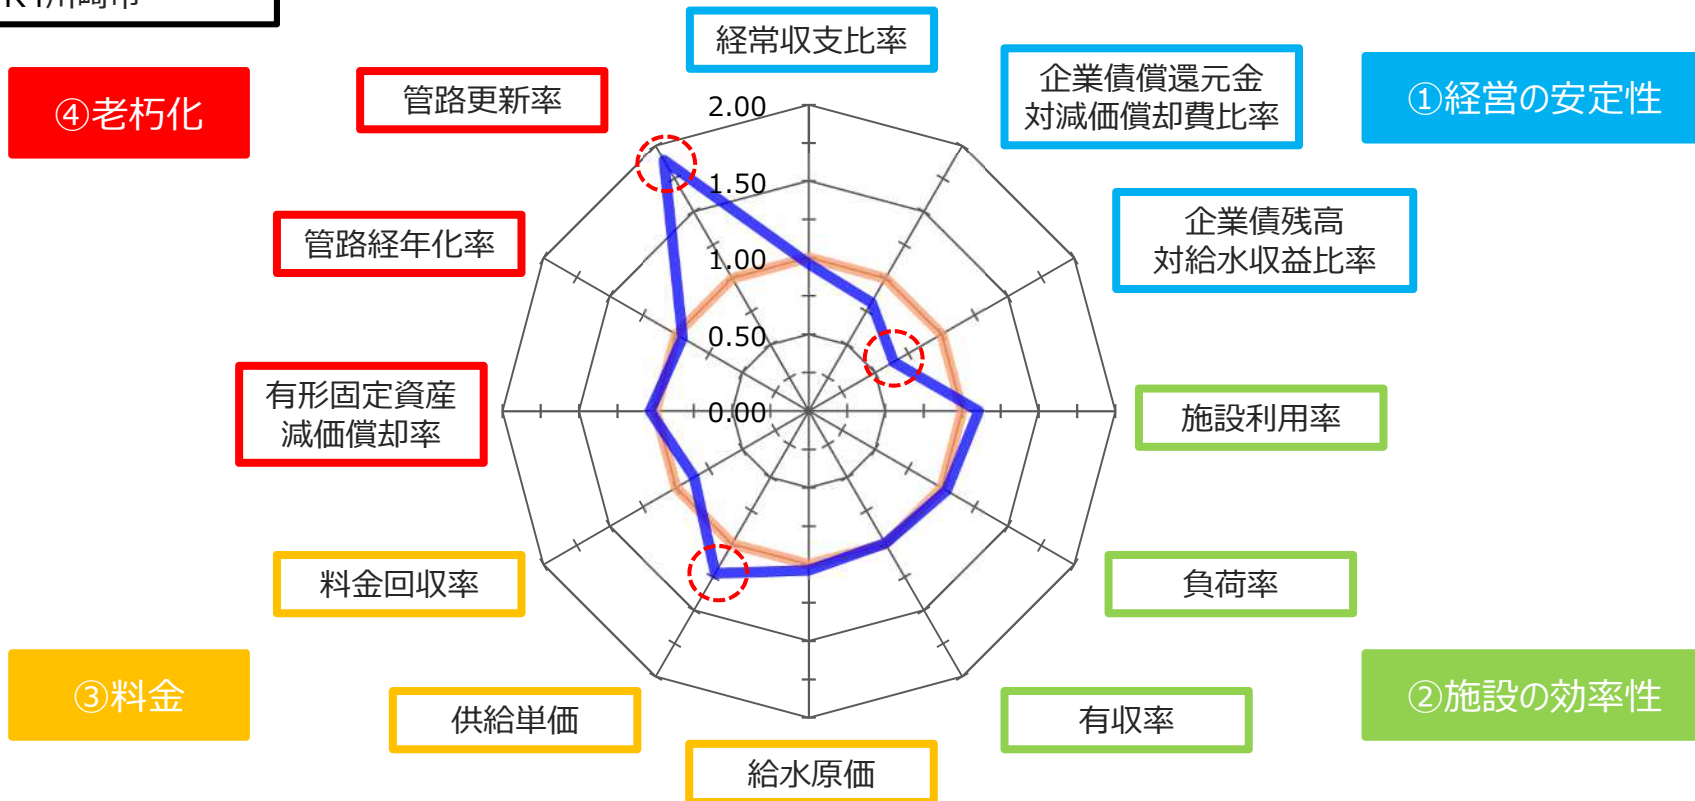 川崎市
経常収支比率
企業債償還元金
対減価償却費比率
①経営の安定性
④老朽化
管路更新率
2.00
1.50
1.00
0.50
0.00
管路経年化率
企業債残高
対給水収益比率
有形固定資産
減価償却率
施設利用率
料金回収率
負荷率
③料金
供給単価
給水原価
有収率
②施設の効率性